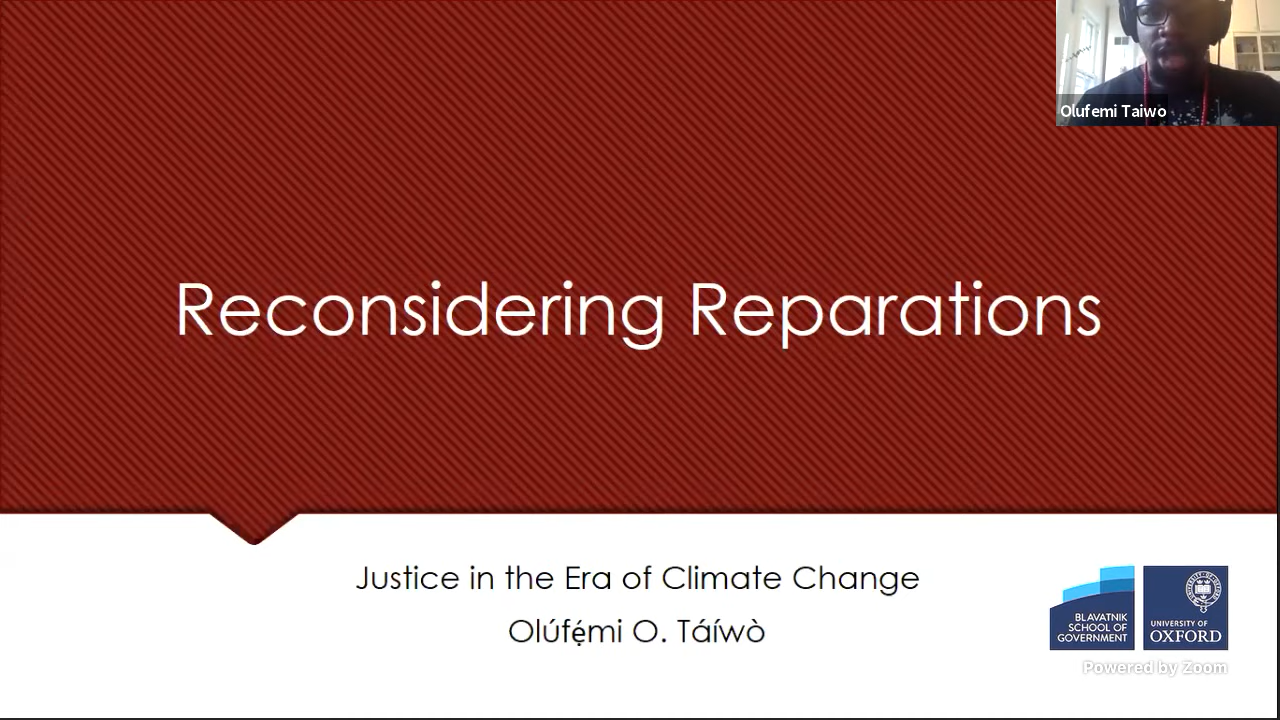 Olufemi Taiwo
Reconsidering Reparations
Justice in the Era of Climate Change
Olúfẹ́mi O. Táíwò
BLAVATNIK
SCHOOL OF
GOVERNMENT
UNIVERSITY OF
OXFORD
Powered by Zoom